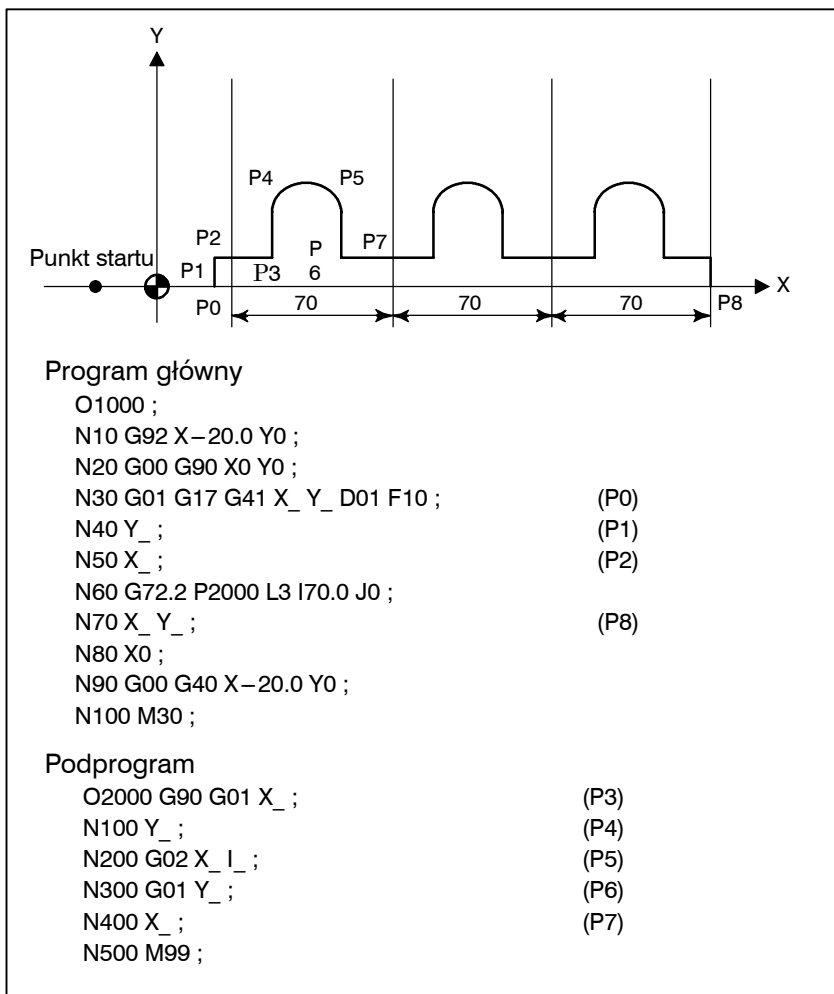 Y
P4 P5
P2 P P7
Punkt startu P1 P3 6 X
P0 70 70 70 P8
Program główny
O1000 ;
N10 G92 X−20.0 Y0 ;
N20 G00 G90 X0 Y0 ;
N30 G01 G17 G41 X_ Y_ D01 F10 ; (P0)
N40 Y_ ; (P1)
N50 X_ ; (P2)
N60 G72.2 P2000 L3 I70.0 J0 ;
N70 X_ Y_ ; (P8)
N80 X0 ;
N90 G00 G40 X−20.0 Y0 ;
N100 M30 ;
Podprogram
O2000 G90 G01 X_ ; (P3)
N100 Y_ ; (P4)
N200 G02 X_ I_ ; (P5)
N300 G01 Y_ ; (P6)
N400 X_ ; (P7)
N500 M99 ;